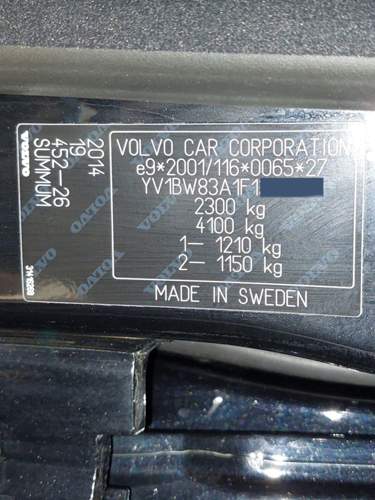 VOLVO CAR CORPORATION
e9*2001/116*0065*27
YV1BW83A1F1
2300 kg
4100 kg
1– 1210 kg
2– 1150 kg
MADE IN SWEDEN
2014
19
452–26
SUMMUM
VOLVO